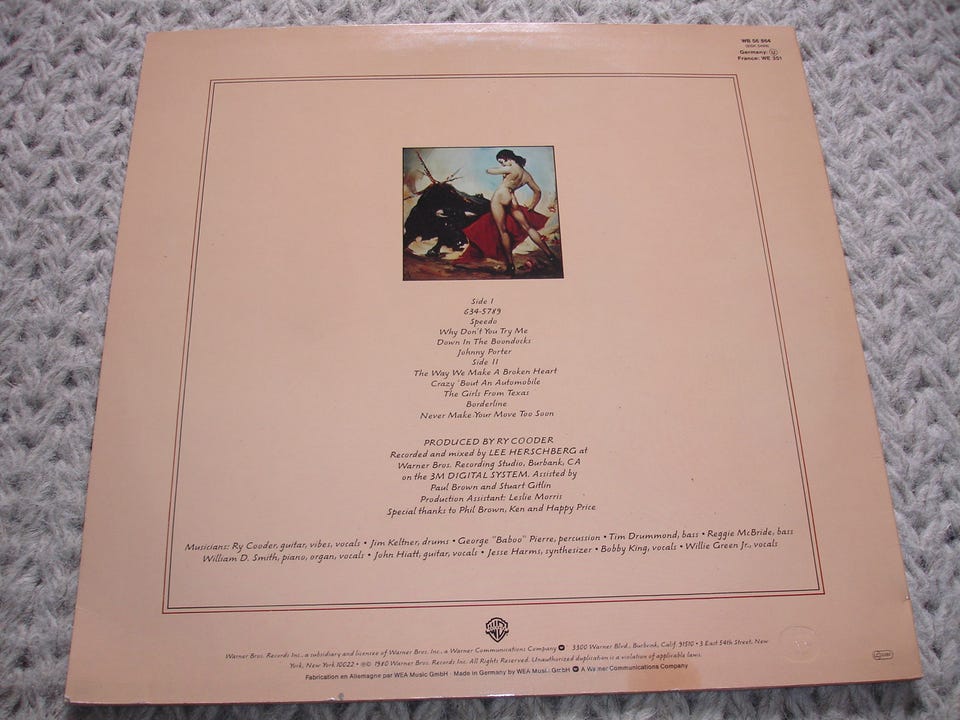 WB 56 864
Germany: U
France: WE 351
Side I
634-5789
Speedo
Why Don't You Try Me
Down In The Boondocks
Johnny Porter
Side II
The Way We Make A Broken Heart
Crazy 'Bout An Automobile
The Girls From Texas
Borderline
Never Make Your Move Too Soon
PRODUCED BY RY COODER
Recorded and mixed by LEE HERSCHBERG at
Warner Bros. Recording Studio, Burbank, CA
on the 3M DIGITAL SYSTEM. Assisted by
Paul Brown and Stuart Gitlin
Production Assistant: Leslie Morris
Special thanks to Phil Brown, Ken and Happy Price
Musicians: Ry Cooder, guitar, vibes, vocals • Jim Keltner, drums • George "Baboo" Pierre, percussion • Tim Drummond, bass • Reggie McBride, bass
William D. Smith, piano, organ, vocals • John Hiatt, guitar, vocals • Jesse Harms, synthesizer • Bobby King, vocals • Willie Green Jr., vocals
Warner Bros. Records Inc., a subsidiary and licensee of Warner Bros. Inc., a Warner Communications Company 3300 Warner Blvd., Burbank, Calif. 91510 • 3 East 54th Street, New
York, New York 10022 • ℗© 1980 Warner Bros. Records Inc. All Rights Reserved. Unauthorized duplication is a violation of applicable laws.
Fabrication en Allemagne par WEA Music GmbH · Made in Germany by WEA Music GmbH A Warner Communications Company